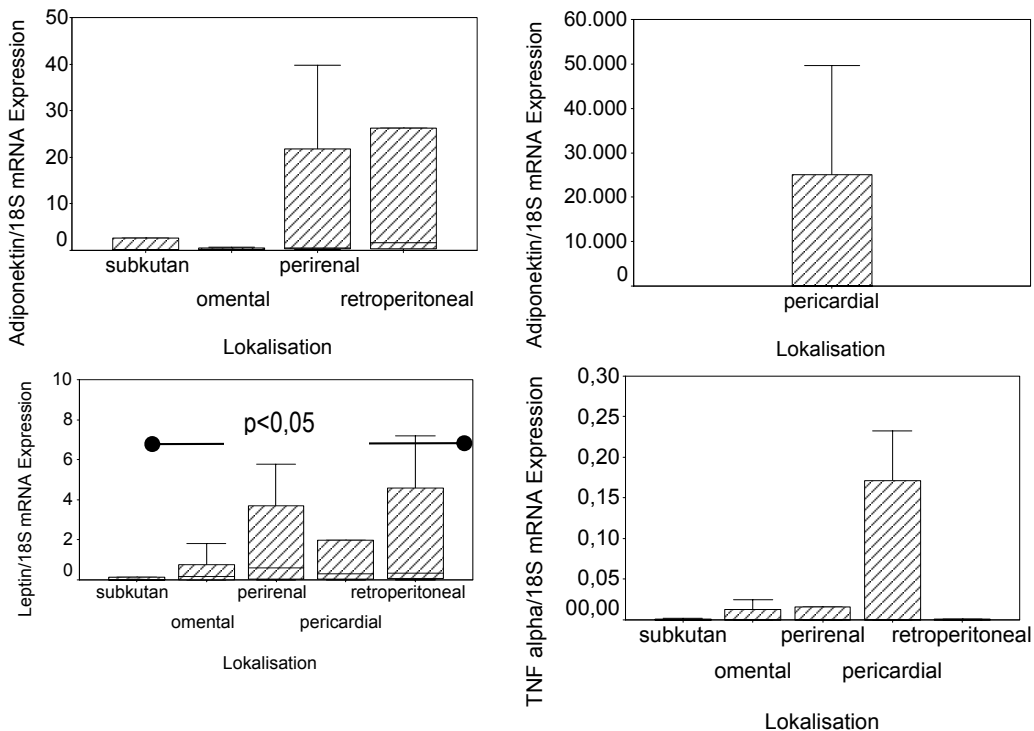 Adiponektin/18S mRNA Expression
50
40
30
20
10
0
subkutan
perirenal
omental
retroperitoneal
Lokalisation
Adiponektin/18S mRNA Expression
60.000
50.000
40.000
30.000
20.000
10.000
0
pericardial
Lokalisation
Leptin/18S mRNA Expression
10
8
6
4
2
0
p<0,05
subkutan
perirenal
retroperitoneal
omental
pericardial
Lokalisation
TNF alpha/18S mRNA Expression
0,30
0,25
0,20
0,15
0,10
0,05
00,00
subkutan
perirenal
retroperitoneal
omental
pericardial
Lokalisation